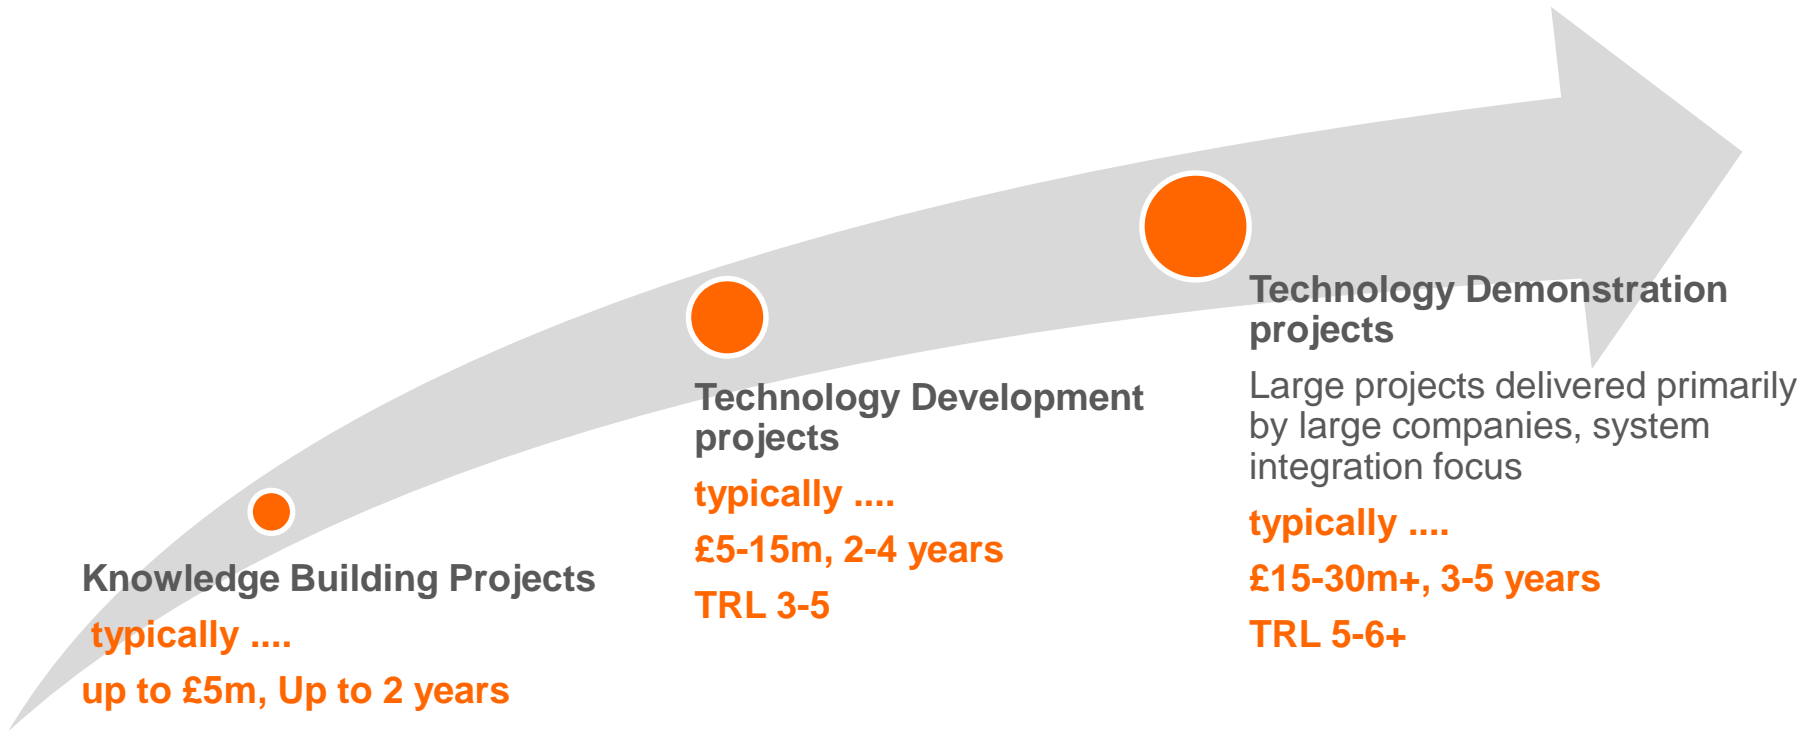 Knowledge Building Projects
typically ....
up to £5m, Up to 2 years
Technology Development
projects
typically ....
£5-15m, 2-4 years
TRL 3-5
Technology Demonstration
projects
Large projects delivered primarily
by large companies, system
integration focus
typically ....
£15-30m+, 3-5 years
TRL 5-6+